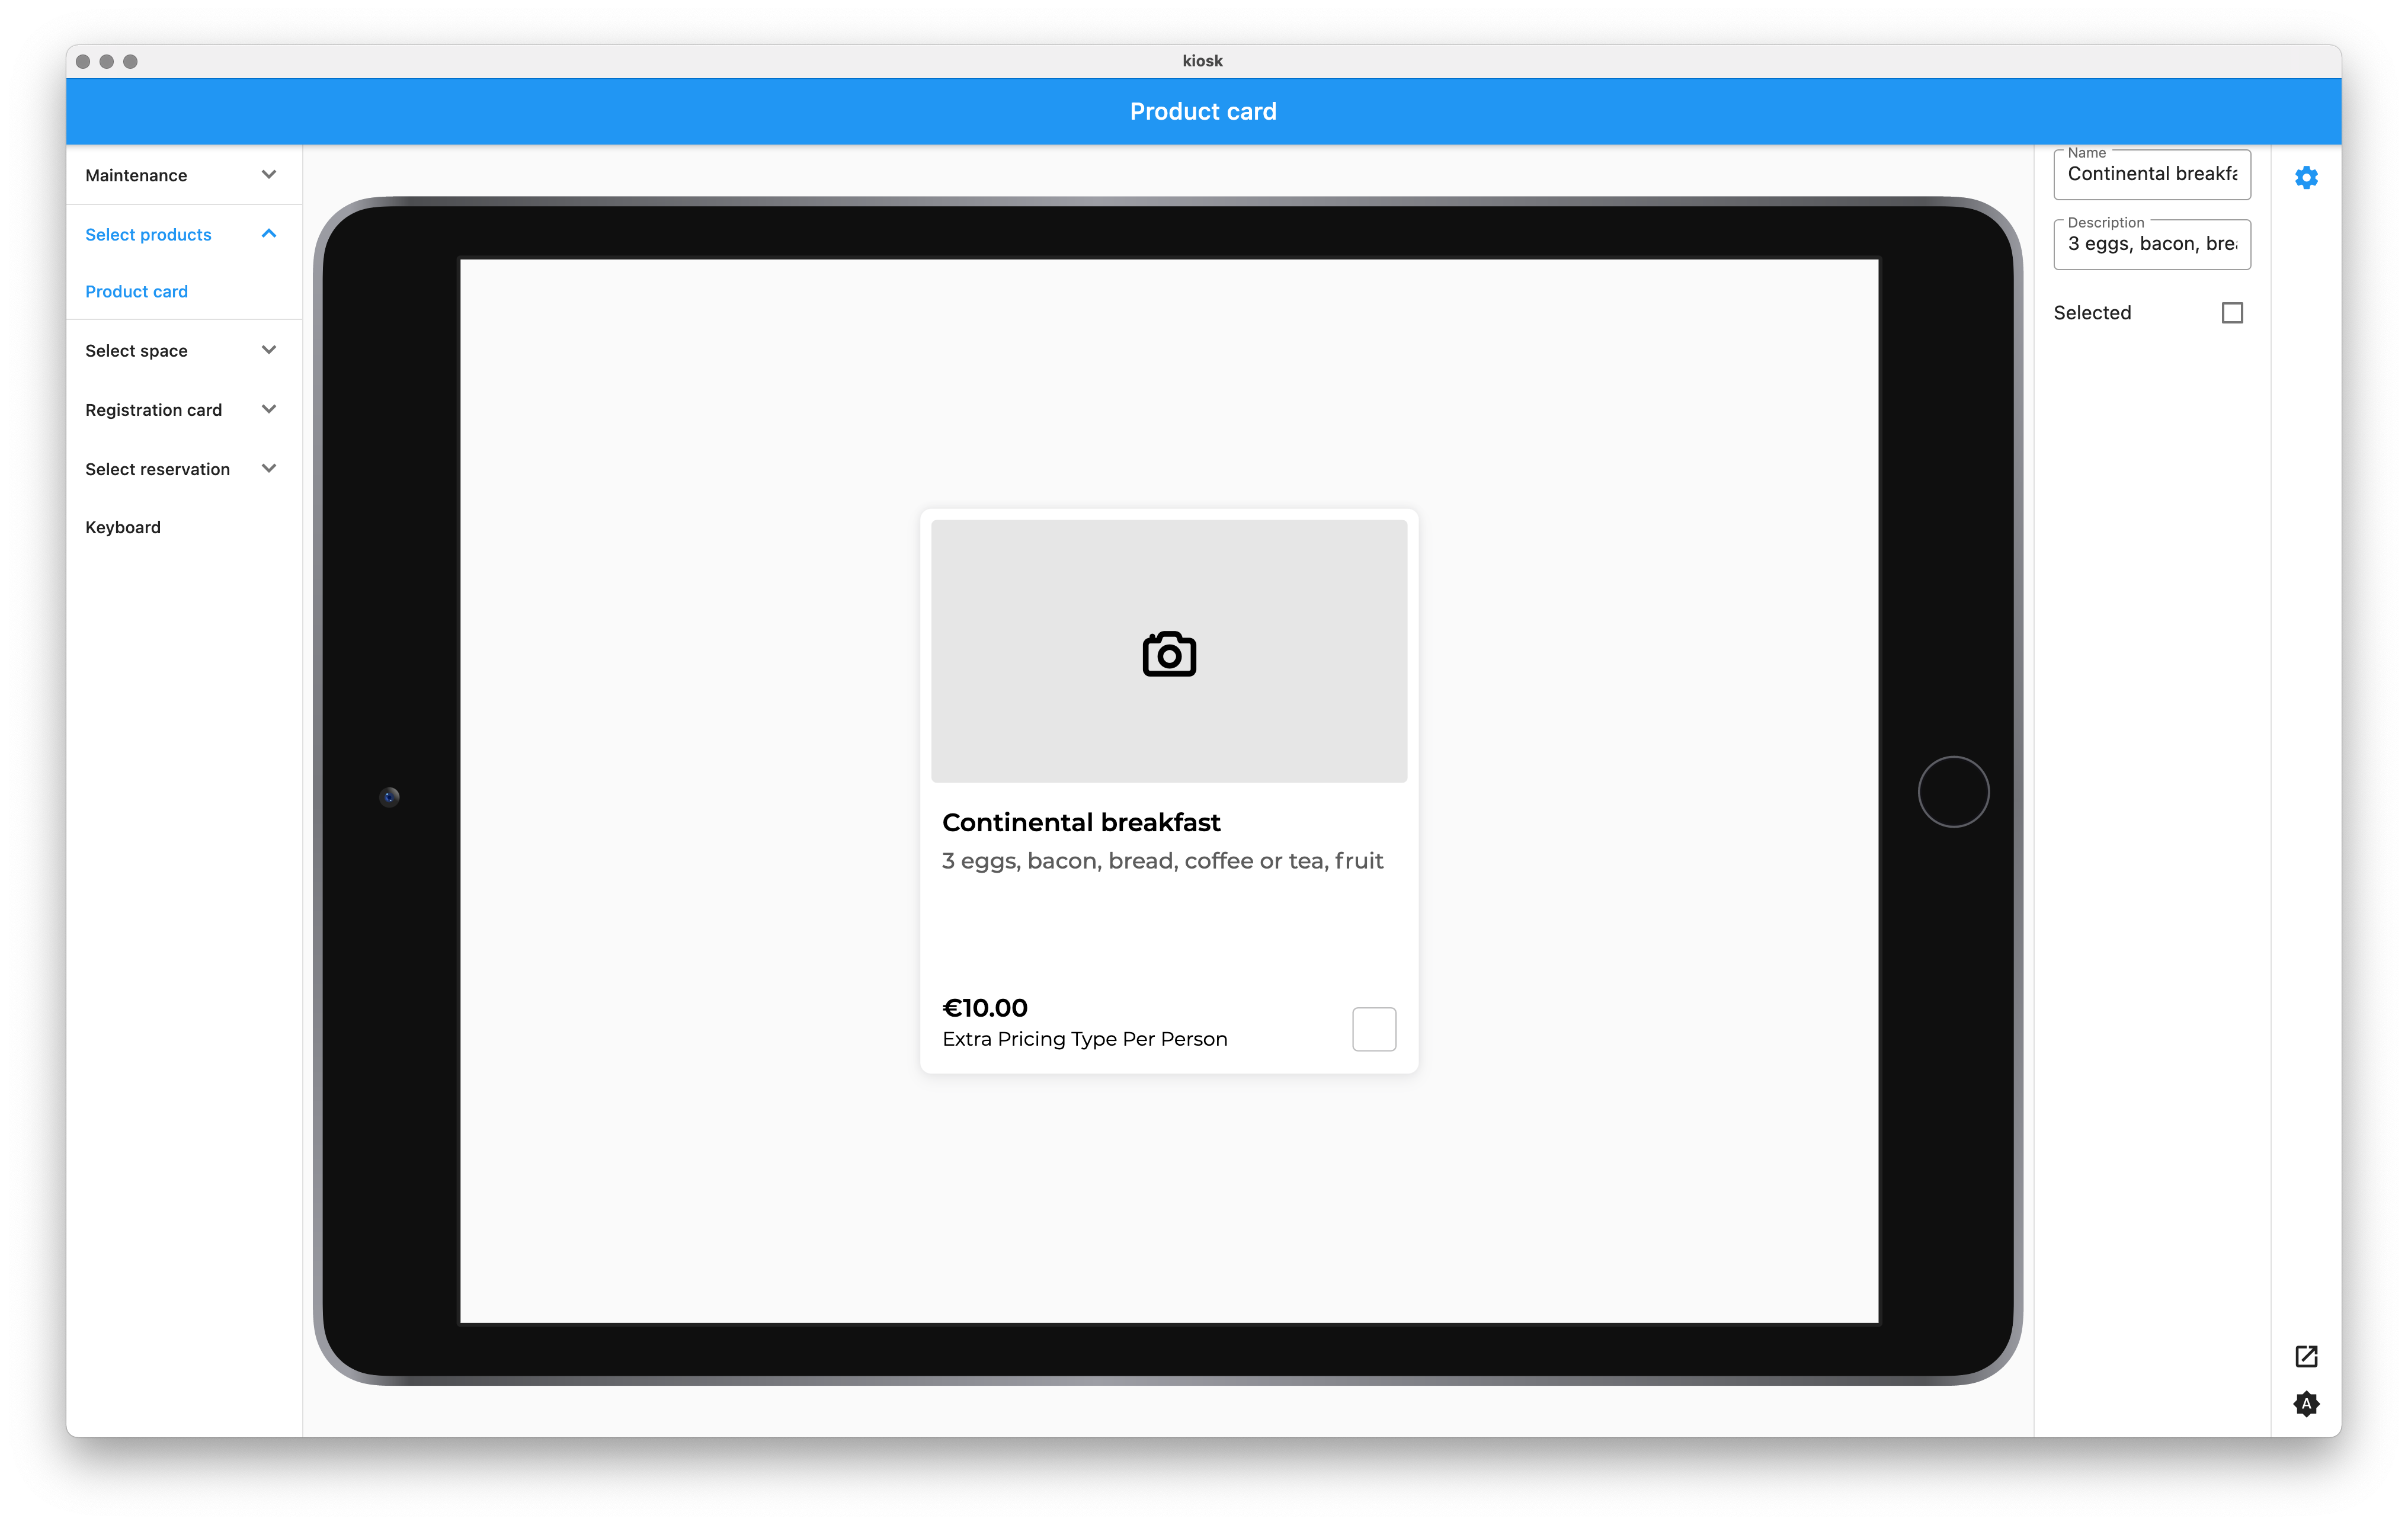 kiosk
Product card
Maintenance
Select products
Product card
Select space
Registration card
Select reservation
Keyboard
Continental breakfast
3 eggs, bacon, bread, coffee or tea, fruit
€10.00
Extra Pricing Type Per Person
Name
Continental breakfa
Description
3 eggs, bacon, brea
Selected
A